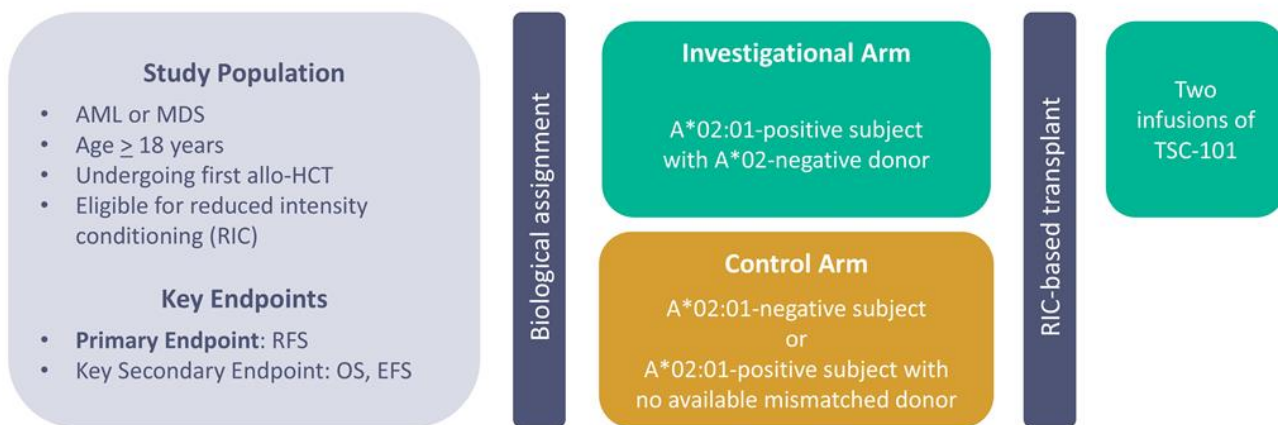 Study Population
• AML or MDS
• Age ≥ 18 years
• Undergoing first allo-HCT
• Eligible for reduced intensity
conditioning (RIC)
Key Endpoints
• Primary Endpoint: RFS
• Key Secondary Endpoint: OS, EFS
Biological assignment
Investigational Arm
A*02:01-positive subject
with A*02-negative donor
Control Arm
A*02:01-negative subject
or
A*02:01-positive subject with
no available mismatched donor
RIC-based transplant
Two
infusions of
TSC-101